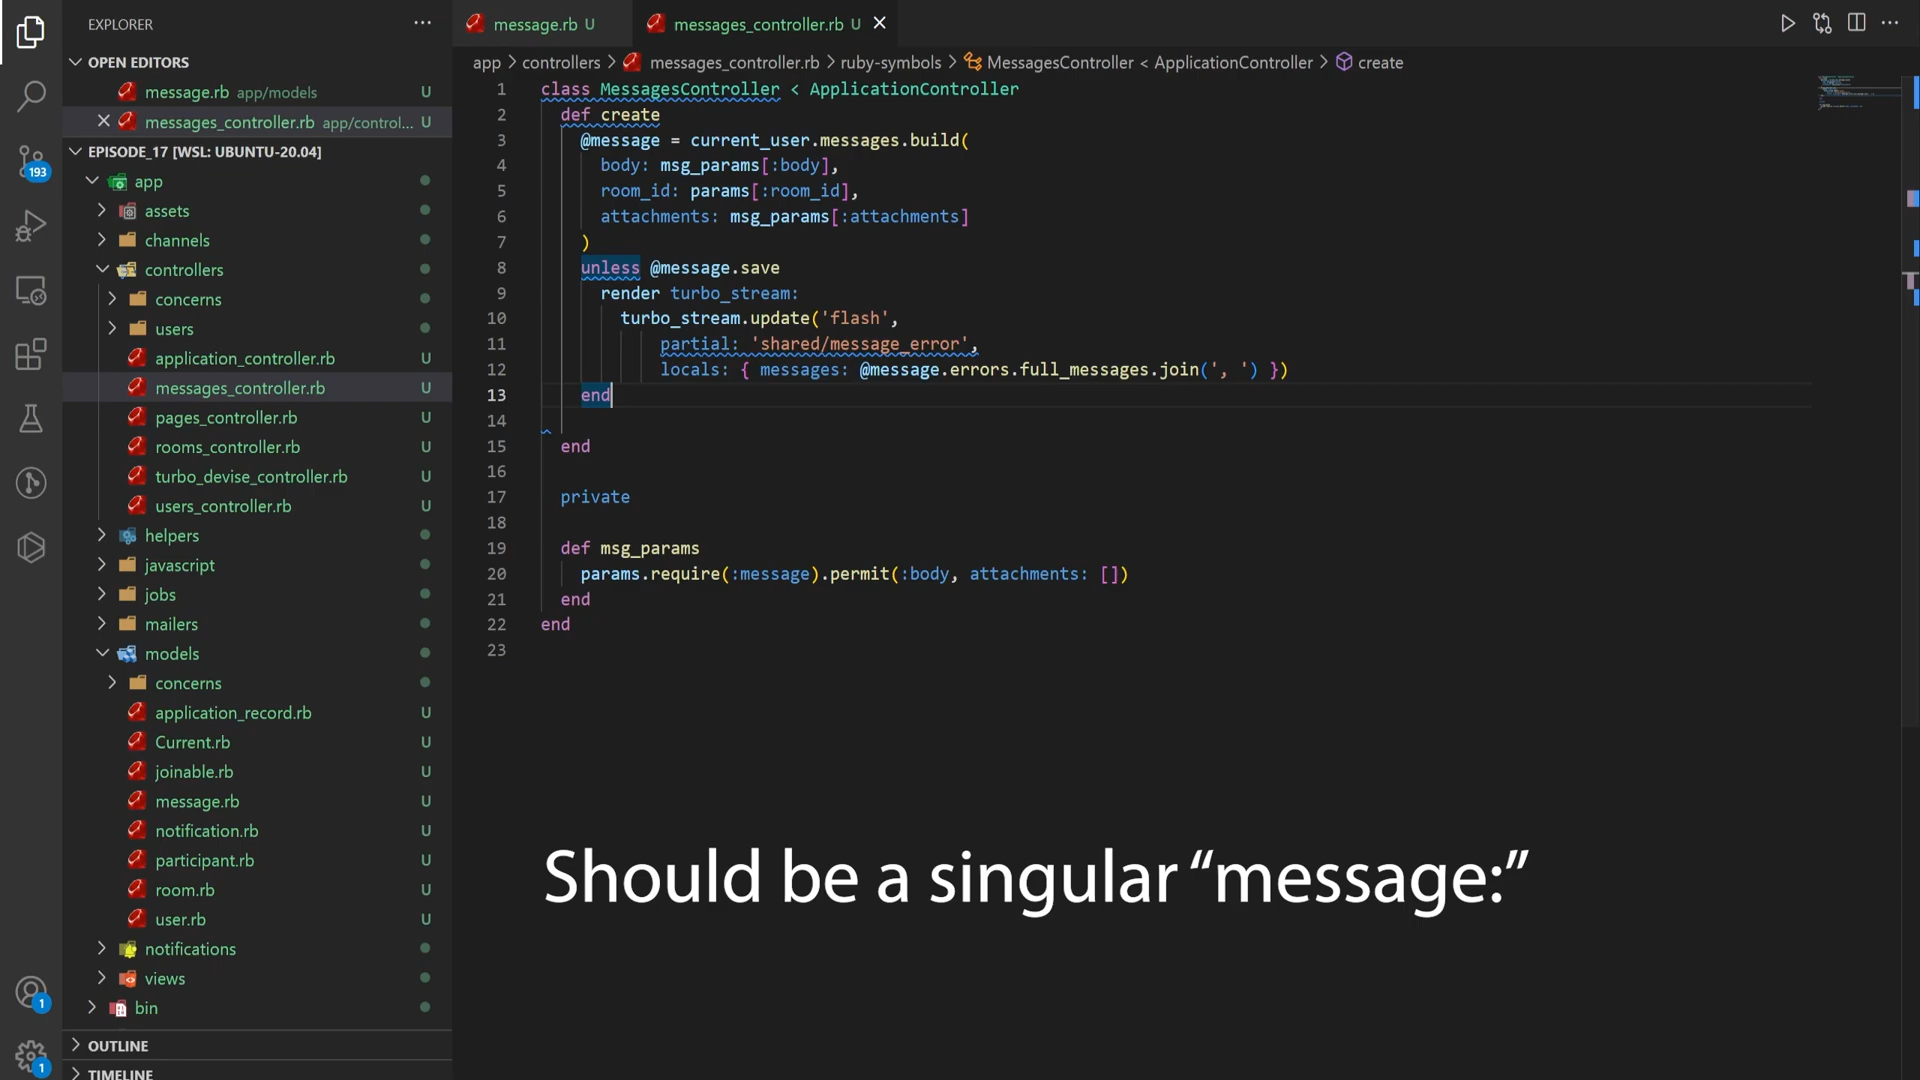 EXPLORER
OPEN EDITORS
message.rb app/models U
messages_controller.rb app/control... U
EPISODE_17 [WSL: UBUNTU-20.04]
app
assets
channels
controllers
concerns
users
application_controller.rb U
messages_controller.rb U
pages_controller.rb U
rooms_controller.rb U
turbo_devise_controller.rb U
users_controller.rb U
helpers
javascript
jobs
mailers
models
concerns
application_record.rb U
Current.rb U
joinable.rb U
message.rb U
notification.rb U
participant.rb U
room.rb U
user.rb U
notifications
views
bin
OUTLINE
TIMELINE
193
1
1
message.rb U
messages_controller.rb U
app > controllers > messages_controller.rb > ruby-symbols > MessagesController < ApplicationController > create
1 class MessagesController < ApplicationController
2 def create
3 @message = current_user.messages.build(
4 body: msg_params[:body],
5 room_id: params[:room_id],
6 attachments: msg_params[:attachments]
7 )
8 unless @message.save
9 render turbo_stream:
10 turbo_stream.update('flash',
11 partial: 'shared/message_error',
12 locals: { messages: @message.errors.full_messages.join(', ') })
13 end
14
15 end
16
17 private
18
19 def msg_params
20 params.require(:message).permit(:body, attachments: [])
21 end
22 end
23
Should be a singular “message:”